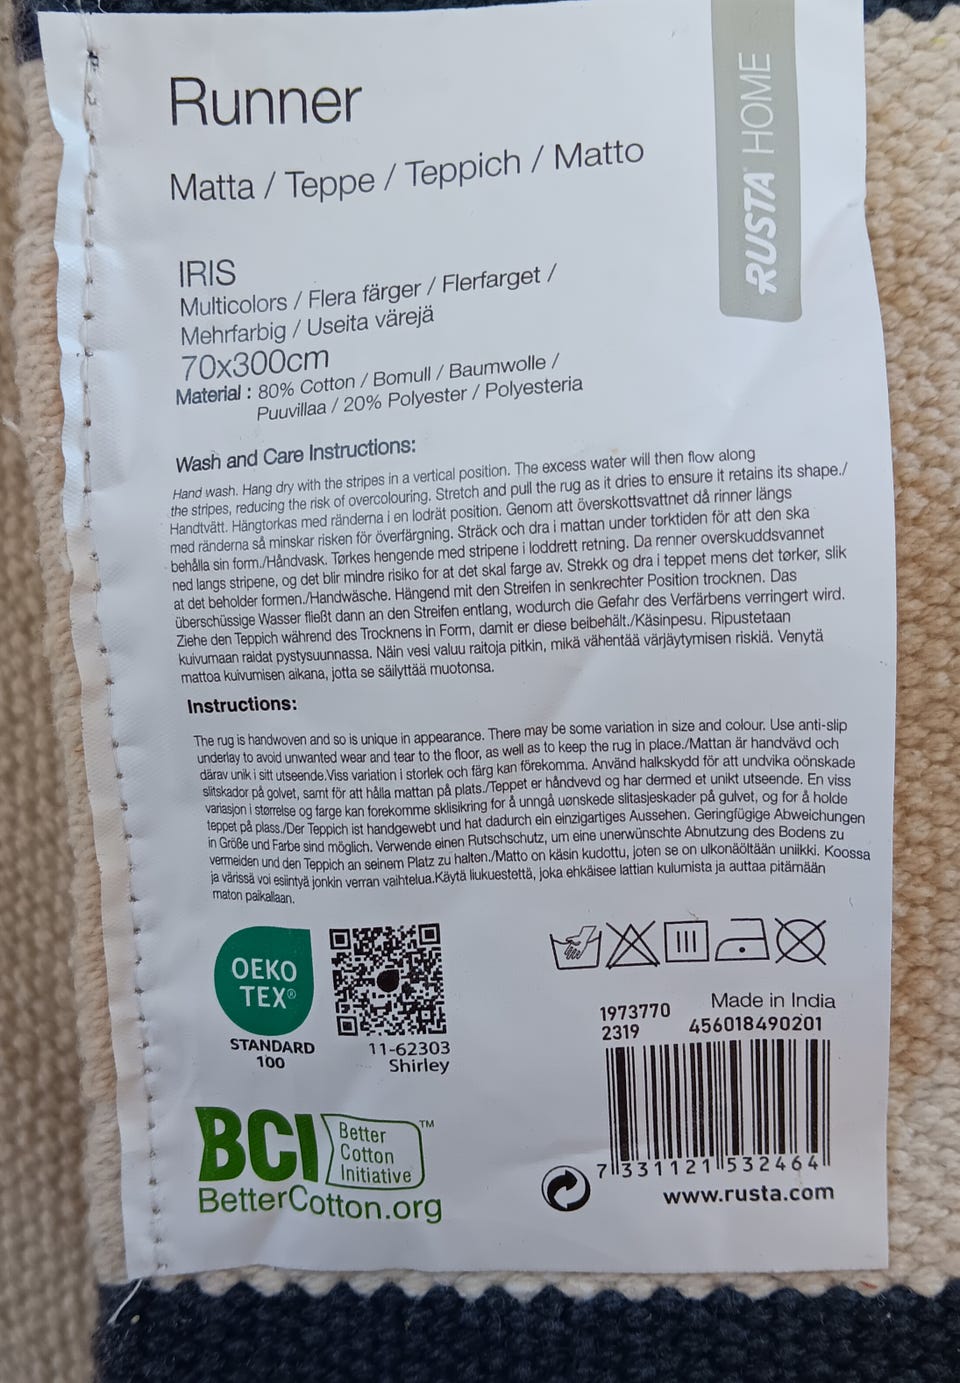 Runner
Matta / Teppe / Teppich / Matto
RUSTA HOME
IRIS
Multicolors / Flera färger / Flerfarget /
Mehrfarbig / Useita värejä
70x300cm
Material : 80% Cotton / Bomull / Baumwolle /
Puuvillaa / 20% Polyester / Polyesteria
Wash and Care Instructions:
Hand wash. Hang dry with the stripes in a vertical position. The excess water will then flow along
the stripes, reducing the risk of overcolouring. Stretch and pull the rug as it dries to ensure it retains its shape./
Handtvätt. Hängtorkas med ränderna i en lodrät position. Genom att överskottsvattnet då rinner längs
med ränderna så minskar risken för överfärgning. Sträck och dra i mattan under torktiden för att den ska
behålla sin form./Håndvask. Tørkes hengende med stripene i loddrett retning. Da renner overskuddsvannet
ned langs stripene, og det blir mindre risiko for at det skal farge av. Strekk og dra i teppet mens det tørker, slik
at det beholder formen./Handwäsche. Hängend mit den Streifen in senkrechter Position trocknen. Das
überschüssige Wasser fließt dann an den Streifen entlang, wodurch die Gefahr des Verfärbens verringert wird.
Ziehe den Teppich während des Trocknens in Form, damit er diese beibehält./Käsinpesu. Ripustetaan
kuivumaan raidat pystysuunnassa. Näin vesi valuu raitoja pitkin, mikä vähentää värjäytymisen riskiä. Venytä
mattoa kuivumisen aikana, jotta se säilyttää muotonsa.
Instructions:
The rug is handwoven and so is unique in appearance. There may be some variation in size and colour. Use anti-slip
underlay to avoid unwanted wear and tear to the floor, as well as to keep the rug in place./Mattan är handvävd och
därav unik i sitt utseende.Viss variation i storlek och färg kan förekomma. Använd halkskydd för att undvika oönskade
slitskador på golvet, samt för att hålla mattan på plats./Teppet er håndvevd og har dermed et unikt utseende. En viss
variasjon i størrelse og farge kan forekomme sklisikring for å unngå uønskede slitasjeskader på gulvet, og for å holde
teppet på plass./Der Teppich ist handgewebt und hat dadurch ein einzigartiges Aussehen. Geringfügige Abweichungen
in Größe und Farbe sind möglich. Verwende einen Rutschschutz, um eine unerwünschte Abnutzung des Bodens zu
vermeiden und den Teppich an seinem Platz zu halten./Matto on käsin kudottu, joten se on ulkonäöltään uniikki. Koossa
ja värissä voi esiintyä jonkin verran vaihtelua.Käytä liukuestettä, joka ehkäisee lattian kulumista ja auttaa pitämään
maton paikallaan.
OEKO
TEX®
STANDARD
100
11-62303
Shirley
BCI Better
Cotton
Initiative ™
BetterCotton.org
1973770
2319
Made in India
456018490201
7 331121 532464
www.rusta.com